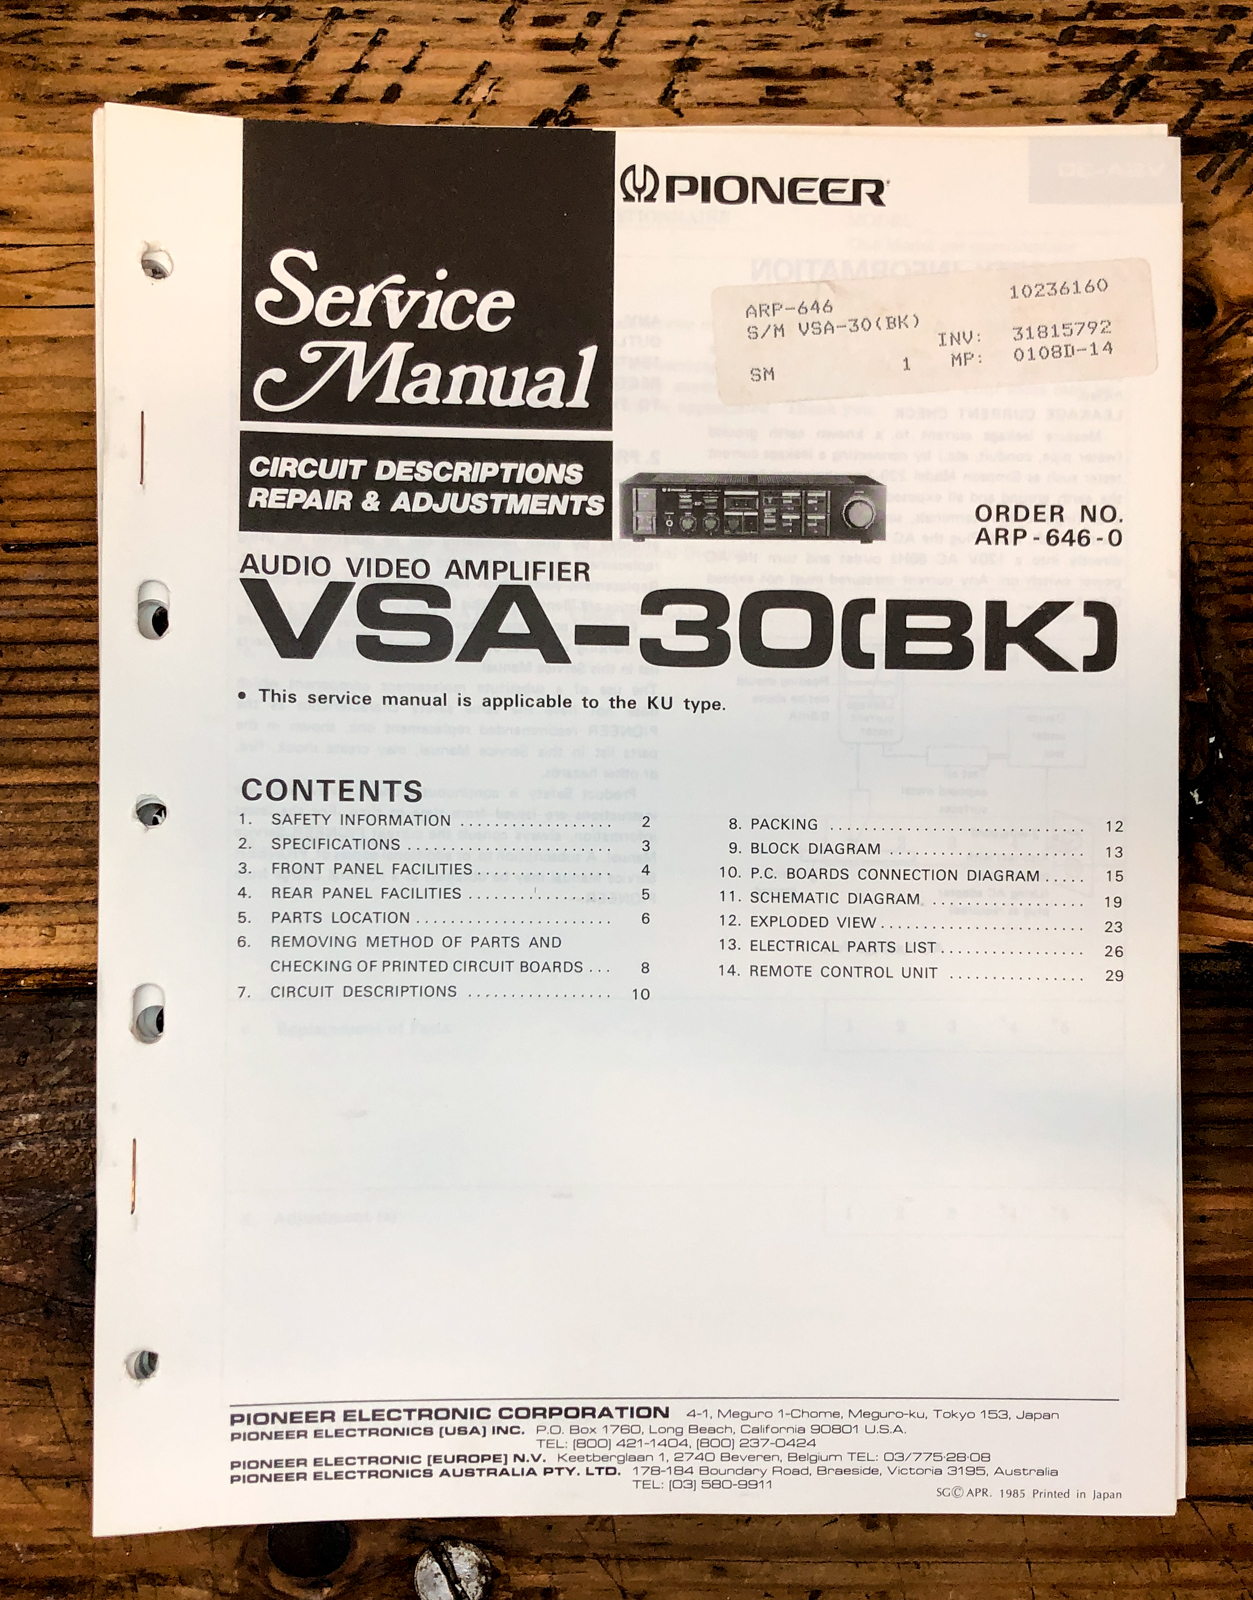 PIONEER
Service
Manual
ARP-646 10236160
S/M VSA-30(BK)
INV: 31815792
SM 1 MP: 0108D-14
CIRCUIT DESCRIPTIONS
REPAIR & ADJUSTMENTS
ORDER NO.
ARP-646-0
AUDIO VIDEO AMPLIFIER
VSA-30(BK)
• This service manual is applicable to the KU type.
CONTENTS
1. SAFETY INFORMATION .................. 2
2. SPECIFICATIONS ........................ 3
3. FRONT PANEL FACILITIES ................ 4
4. REAR PANEL FACILITIES ................. 5
5. PARTS LOCATION ....................... 6
6. REMOVING METHOD OF PARTS AND
CHECKING OF PRINTED CIRCUIT BOARDS ... 8
7. CIRCUIT DESCRIPTIONS ................. 10
8. PACKING .............................. 12
9. BLOCK DIAGRAM ....................... 13
10. P.C. BOARDS CONNECTION DIAGRAM ..... 15
11. SCHEMATIC DIAGRAM .................. 19
12. EXPLODED VIEW ........................ 23
13. ELECTRICAL PARTS LIST ................. 26
14. REMOTE CONTROL UNIT ................ 29
PIONEER ELECTRONIC CORPORATION 4-1, Meguro 1-Chome, Meguro-ku, Tokyo 153, Japan
PIONEER ELECTRONICS [USA] INC. P.O. Box 1760, Long Beach, California 90801 U.S.A.
TEL: [800] 421-1404, [800] 237-0424
PIONEER ELECTRONIC [EUROPE] N.V. Keetberglaan 1, 2740 Beveren, Belgium TEL: 03/775·28·08
PIONEER ELECTRONICS AUSTRALIA PTY. LTD. 178-184 Boundary Road, Braeside, Victoria 3195, Australia
TEL: [03] 580-9911
SG© APR. 1985 Printed in Japan